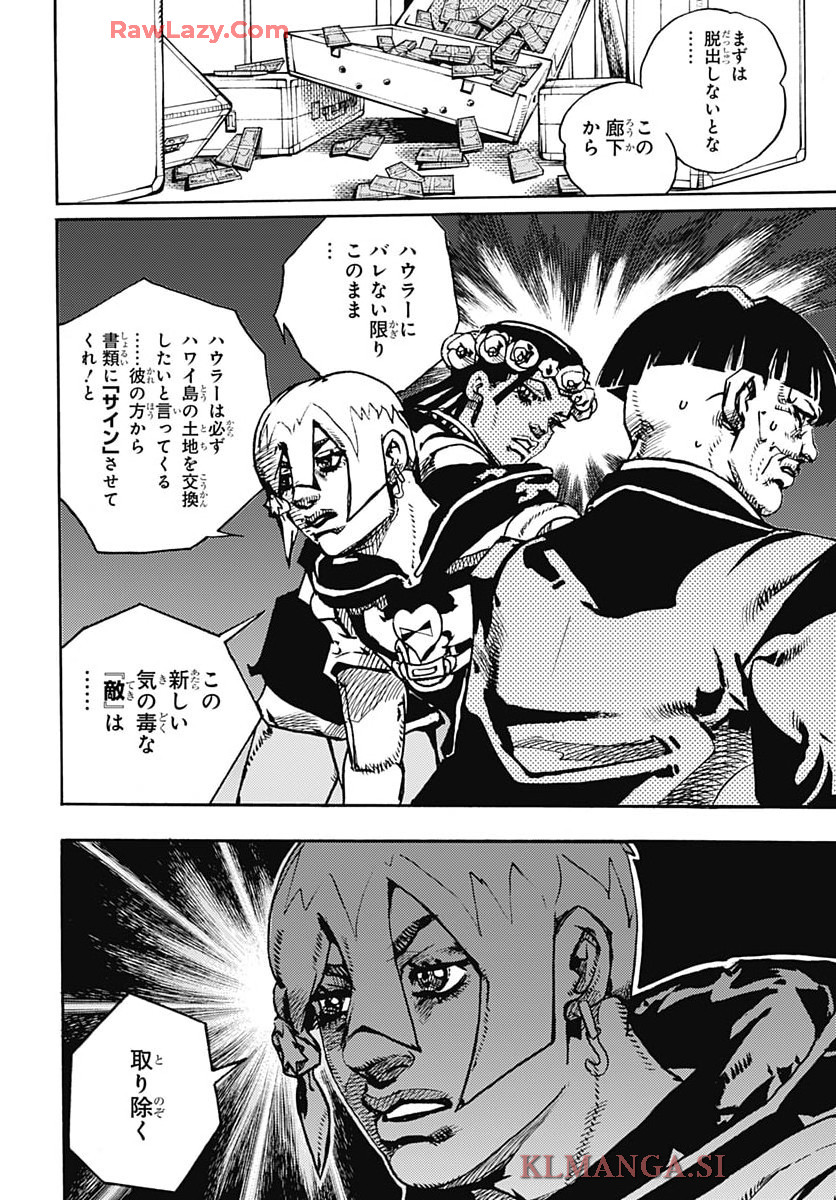 RawLazy.Com
まずは
脱出しないとな
……
この
廊下
から
ハウラーに
バレない限り
このまま
…
ハウラーは必ず
ハワイ島の土地を交換
したいと言ってくる
……彼の方から
書類に「サイン」させて
くれ！と
この
新しい
気の毒な
『敵』は
……
取り除く
KLMANGA.SI